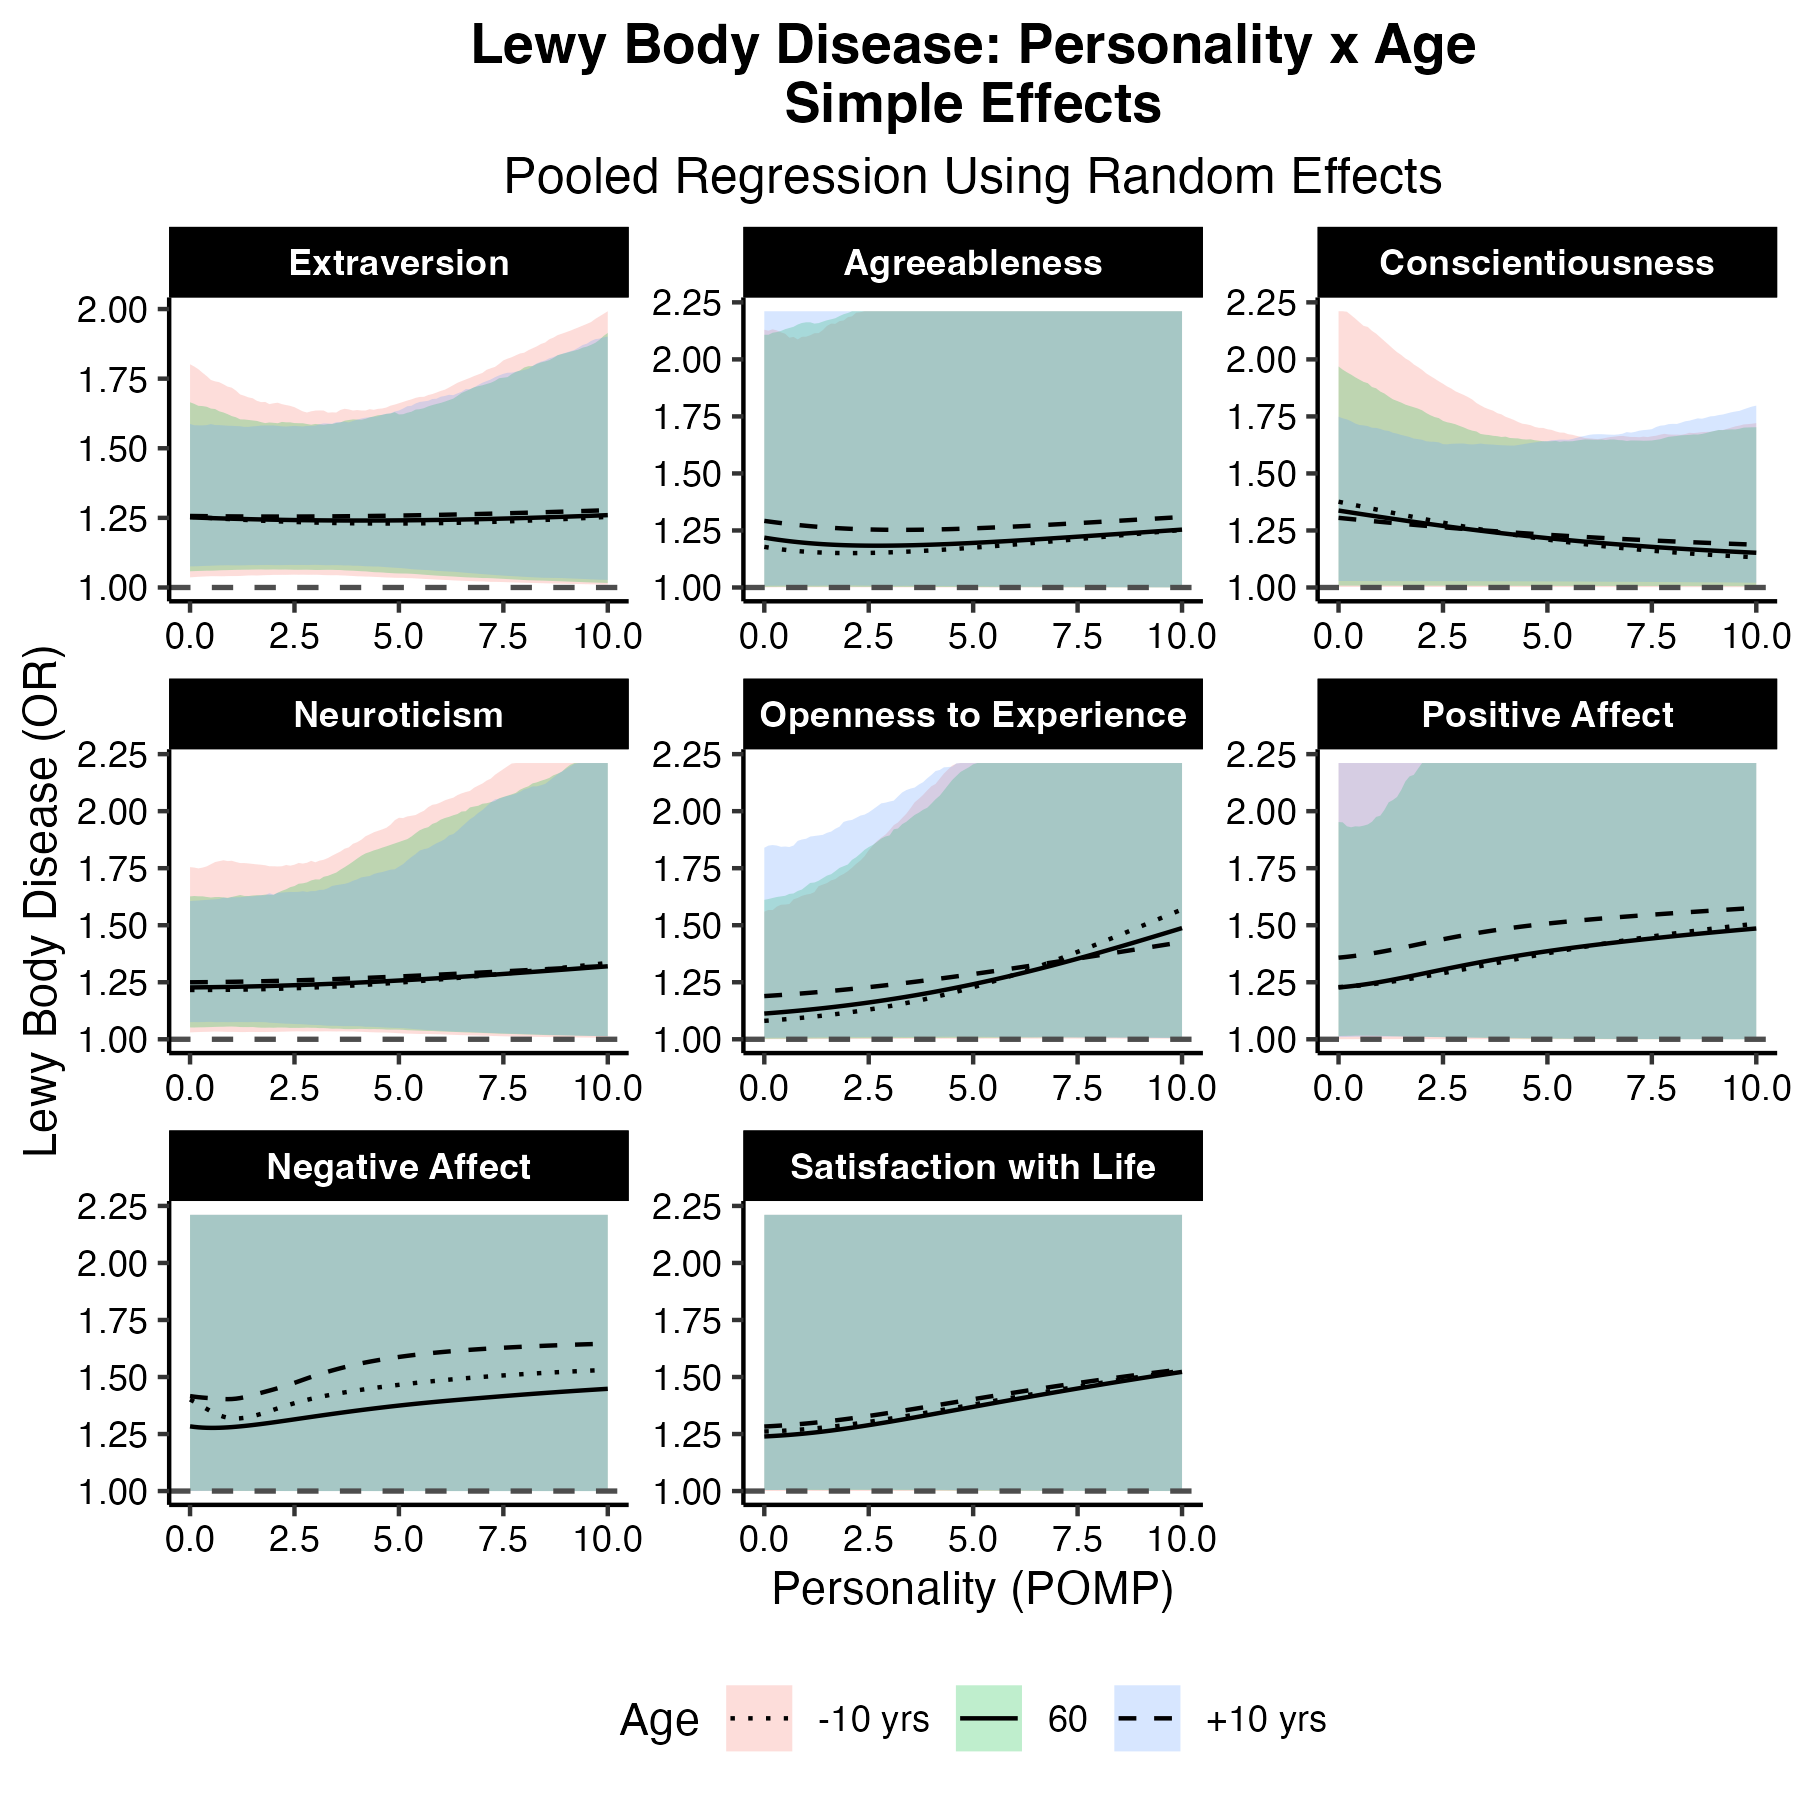 Lewy Body Disease: Personality x Age
Simple Effects
Pooled Regression Using Random Effects
Extraversion
Agreeableness
Conscientiousness
2.00
1.75
1.50
1.25
1.00
0.0 2.5 5.0 7.5 10.0
2.25
2.00
1.75
1.50
1.25
1.00
0.0 2.5 5.0 7.5 10.0
2.25
2.00
1.75
1.50
1.25
1.00
0.0 2.5 5.0 7.5 10.0
Lewy Body Disease (OR)
Neuroticism
Openness to Experience
Positive Affect
2.25
2.00
1.75
1.50
1.25
1.00
0.0 2.5 5.0 7.5 10.0
2.25
2.00
1.75
1.50
1.25
1.00
0.0 2.5 5.0 7.5 10.0
2.25
2.00
1.75
1.50
1.25
1.00
0.0 2.5 5.0 7.5 10.0
Negative Affect
Satisfaction with Life
2.25
2.00
1.75
1.50
1.25
1.00
0.0 2.5 5.0 7.5 10.0
2.25
2.00
1.75
1.50
1.25
1.00
0.0 2.5 5.0 7.5 10.0
Personality (POMP)
Age -10 yrs 60 +10 yrs